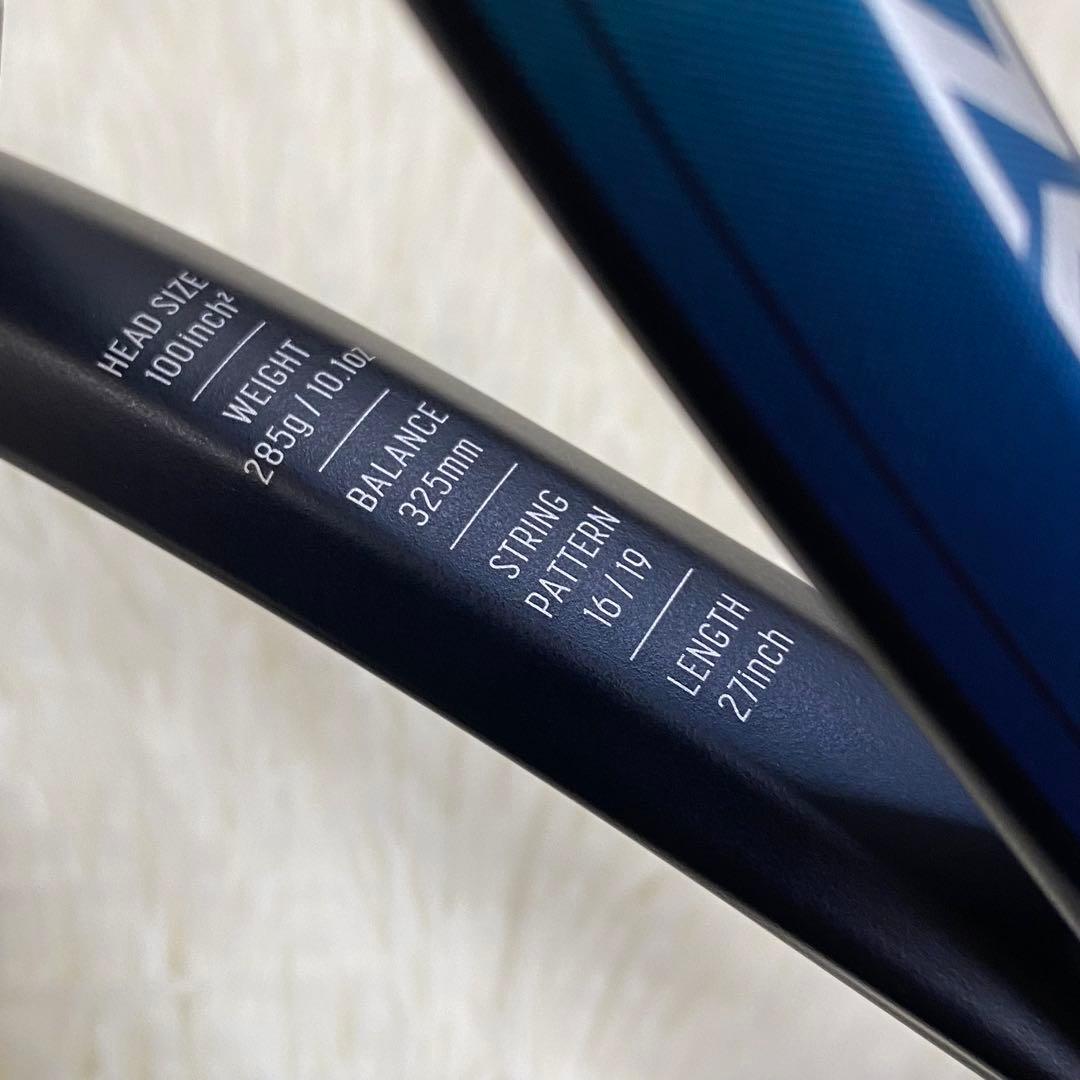 HEAD SIZE
100inch²
WEIGHT
285g / 10.1oz
BALANCE
325mm
STRING
PATTERN
16 / 19
LENGTH
27inch